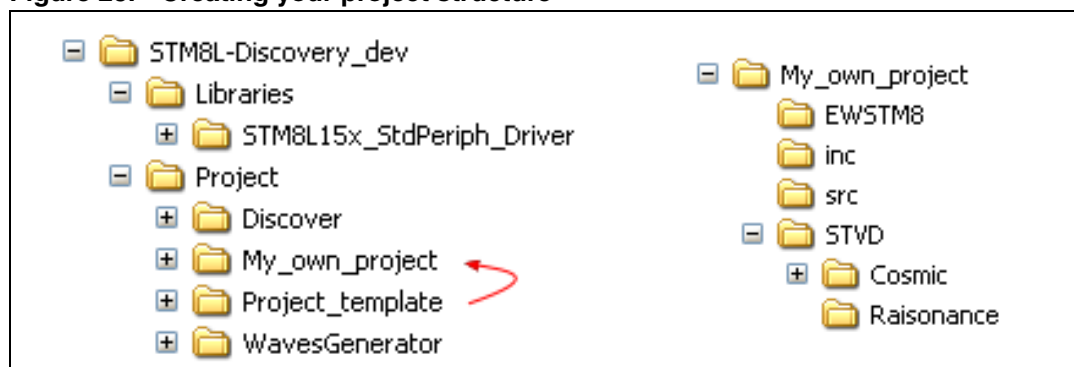 STM8L-Discovery_dev
Libraries
STM8L15x_StdPeriph_Driver
Project
Discover
My_own_project
Project_template
WavesGenerator
My_own_project
EWSTM8
inc
src
STVD
Cosmic
Raisonance